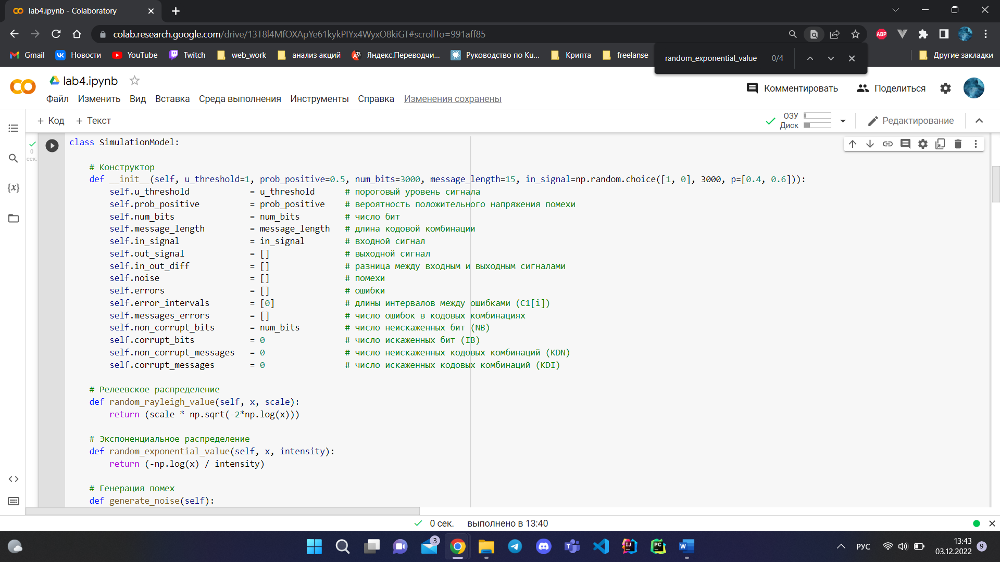 lab4.ipynb - Colaboratory
colab.research.google.com/drive/13T8l4MfOXApYe61kykPIYx4WyxO8kiGT#scrollTo=991aff85
ABP
Gmail Новости YouTube Twitch web_work анализ акций Яндекс.Переводчи... Руководство по Ku... Крипта freelanse Другие закладки
random_exponential_value 0/4
lab4.ipynb
Комментировать Поделиться
Файл Изменить Вид Вставка Среда выполнения Инструменты Справка Изменения сохранены
+ Код + Текст
ОЗУ
Диск
Редактирование
0
сек.
class SimulationModel:
# Конструктор
def __init__(self, u_threshold=1, prob_positive=0.5, num_bits=3000, message_length=15, in_signal=np.random.choice([1, 0], 3000, p=[0.4, 0.6])):
self.u_threshold = u_threshold # пороговый уровень сигнала
self.prob_positive = prob_positive # вероятность положительного напряжения помехи
self.num_bits = num_bits # число бит
self.message_length = message_length # длина кодовой комбинации
self.in_signal = in_signal # входной сигнал
self.out_signal = [] # выходной сигнал
self.in_out_diff = [] # разница между входным и выходным сигналами
self.noise = [] # помехи
self.errors = [] # ошибки
self.error_intervals = [0] # длины интервалов между ошибками (C1[i])
self.messages_errors = [] # число ошибок в кодовых комбинациях
self.non_corrupt_bits = num_bits # число неискаженных бит (NB)
self.corrupt_bits = 0 # число искаженных бит (IB)
self.non_corrupt_messages = 0 # число неискаженных кодовых комбинаций (KDN)
self.corrupt_messages = 0 # число искаженных кодовых комбинаций (KDI)
# Релеевское распределение
def random_rayleigh_value(self, x, scale):
return (scale * np.sqrt(-2*np.log(x)))
# Экспоненциальное распределение
def random_exponential_value(self, x, intensity):
return (-np.log(x) / intensity)
# Генерация помех
def generate_noise(self):
0 сек. выполнено в 13:40
3
РУС
13:43
03.12.2022
9